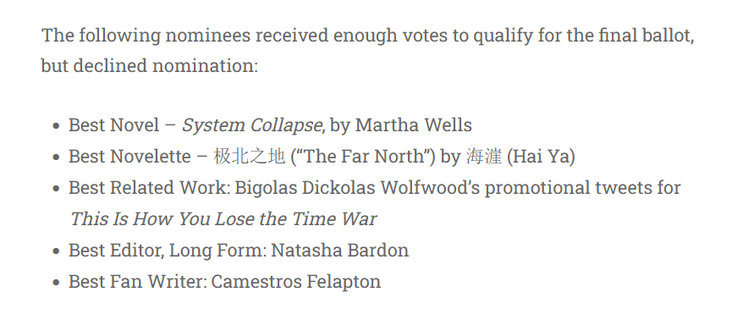 The following nominees received enough votes to qualify for the final ballot,
but declined nomination:
• Best Novel – System Collapse, by Martha Wells
• Best Novelette – 极北之地 (“The Far North”) by 海漄 (Hai Ya)
• Best Related Work: Bigolas Dickolas Wolfwood’s promotional tweets for
This Is How You Lose the Time War
• Best Editor, Long Form: Natasha Bardon
• Best Fan Writer: Camestros Felapton